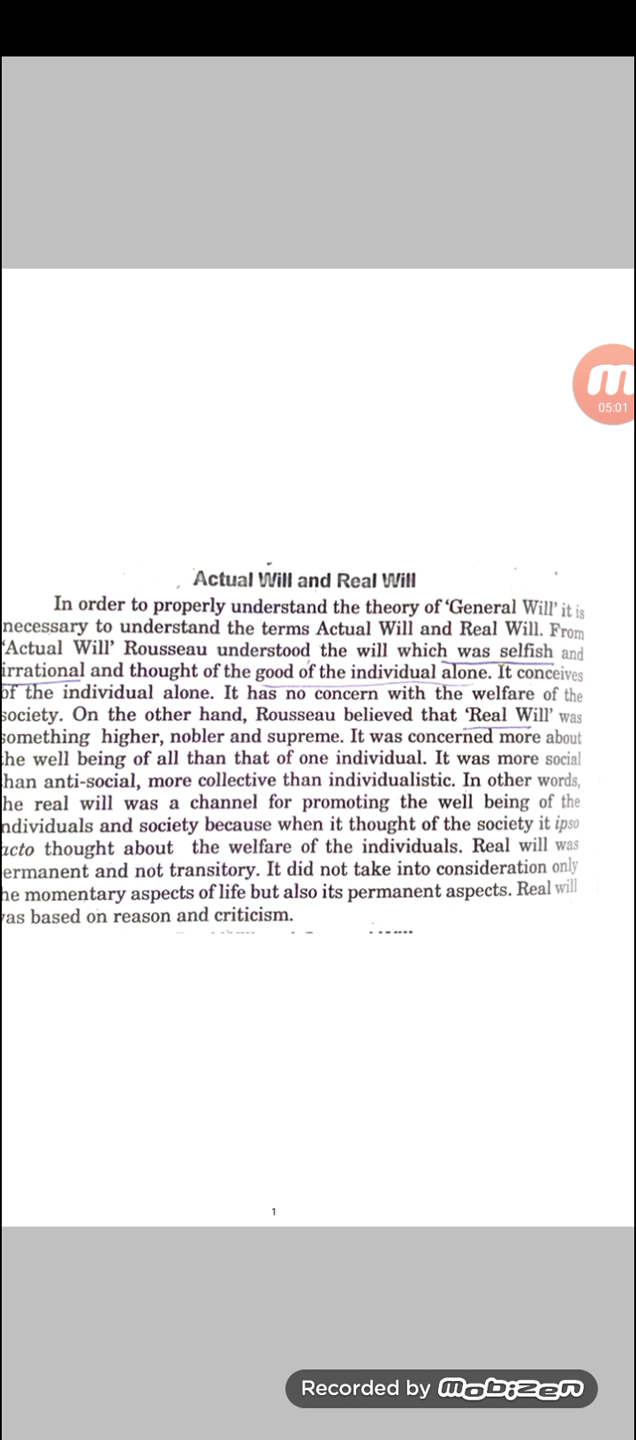 m
05:01
Actual Will and Real Will
In order to properly understand the theory of 'General Will' it is
necessary to understand the terms Actual Will and Real Will. From
'Actual Will' Rousseau understood the will which was selfish and
irrational and thought of the good of the individual alone. It conceives
of the individual alone. It has no concern with the welfare of the
society. On the other hand, Rousseau believed that 'Real Will' was
something higher, nobler and supreme. It was concerned more about
he well being of all than that of one individual. It was more social
han anti-social, more collective than individualistic. In other words,
he real will was a channel for promoting the well being of the
ndividuals and society because when it thought of the society it ipso
acto thought about the welfare of the individuals. Real will was
ermanent and not transitory. It did not take into consideration only
he momentary aspects of life but also its permanent aspects. Real will
as based on reason and criticism.
1
Recorded by mobizen